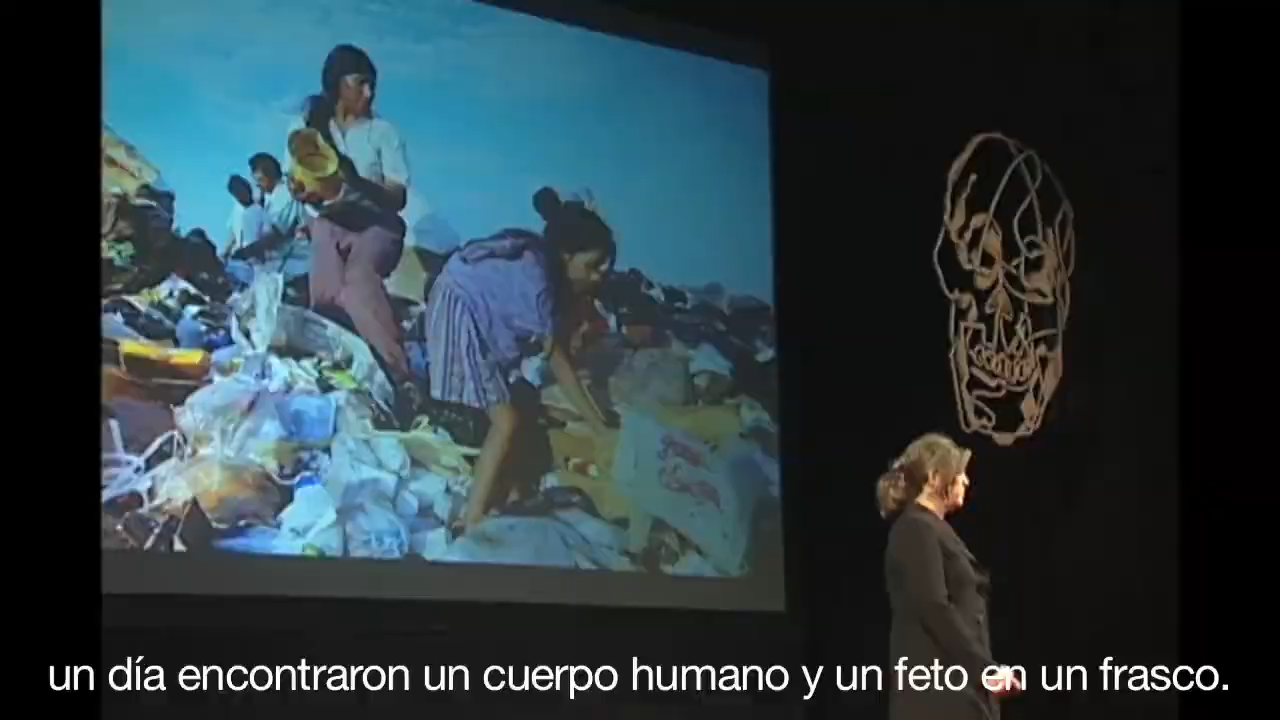 un día encontraron un cuerpo humano y un feto en un frasco.